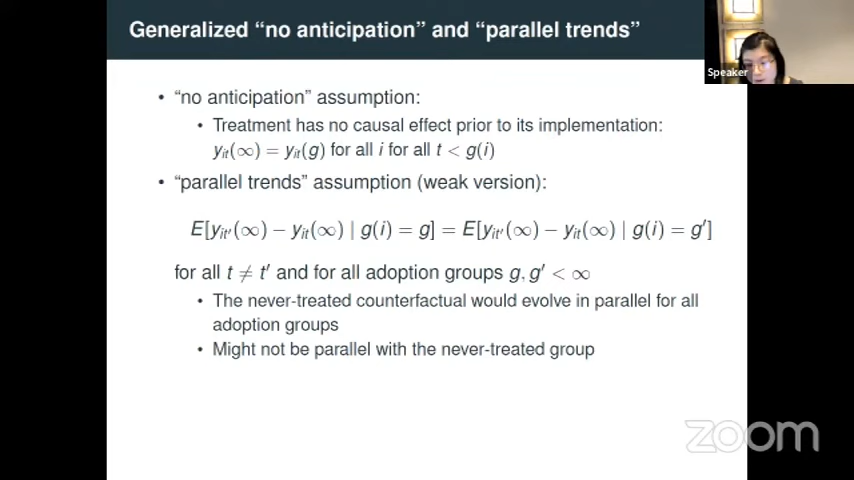 Generalized “no anticipation” and “parallel trends”
Speaker
• “no anticipation” assumption:
• Treatment has no causal effect prior to its implementation:
yᵢₜ(∞) = yᵢₜ(g) for all i for all t < g(i)
• “parallel trends” assumption (weak version):
E[yᵢₜ′(∞) − yᵢₜ(∞) | g(i) = g] = E[yᵢₜ′(∞) − yᵢₜ(∞) | g(i) = g′]
for all t ≠ t′ and for all adoption groups g, g′ < ∞
• The never-treated counterfactual would evolve in parallel for all
adoption groups
• Might not be parallel with the never-treated group
zoom